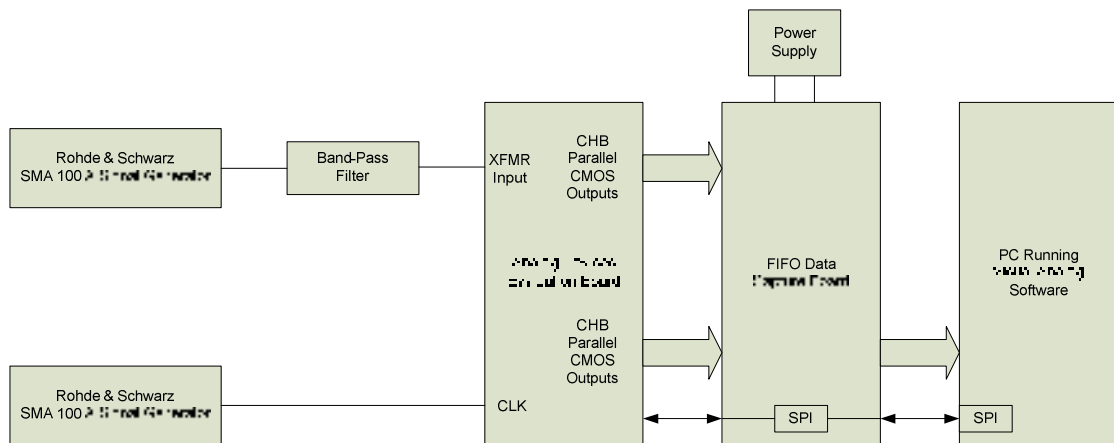 Power
Supply
Rohde & Schwarz
SMA 100
Band-Pass
Filter
XFMR
Input
CHB
Parallel
CMOS
Outputs
Board
FIFO Data
PC Running
Software
CHB
Parallel
CMOS
Outputs
Rohde & Schwarz
SMA 100
CLK
SPI
SPI